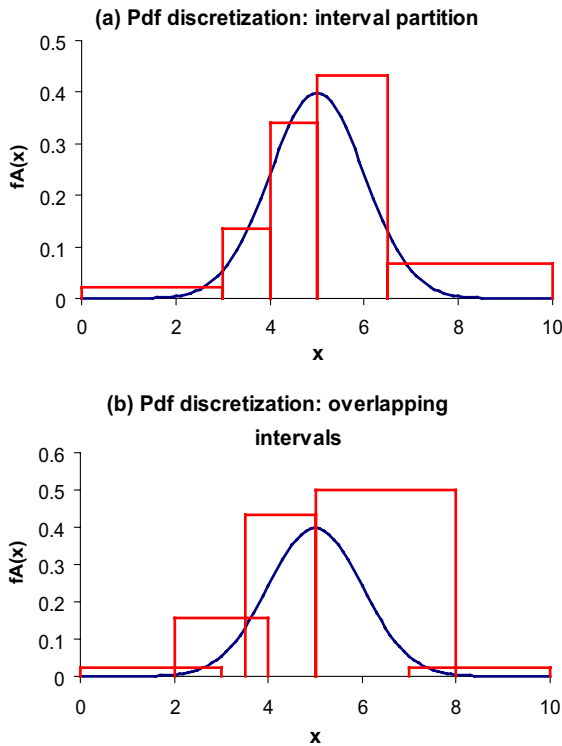 (a) Pdf discretization: interval partition
0.5
0.4
0.3
0.2
0.1
0
fA(x)
0 2 4 6 8 10
x
(b) Pdf discretization: overlapping
intervals
0.6
0.5
0.4
0.3
0.2
0.1
0
fA(x)
0 2 4 6 8 10
x